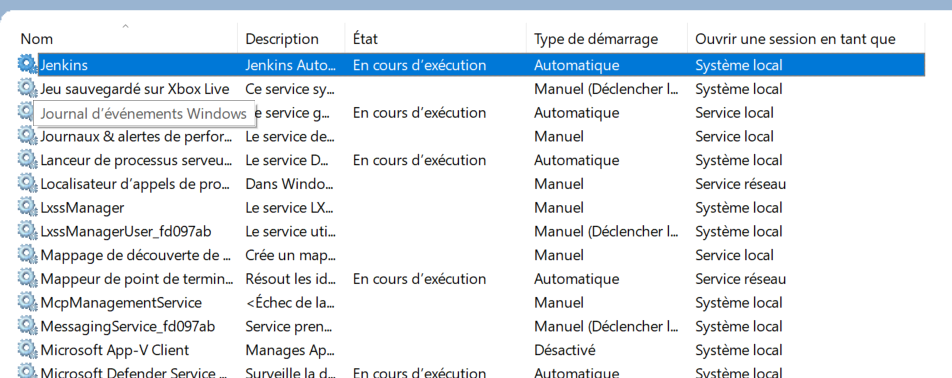 Nom Description État Type de démarrage Ouvrir une session en tant que
Jenkins Jenkins Auto... En cours d'exécution Automatique Système local
Jeu sauvegardé sur Xbox Live Ce service sy... Manuel (Déclencher l... Système local
Journal d'événements Windows e service g... En cours d'exécution Automatique Service local
Journaux & alertes de perfor... Le service de... Manuel Service local
Lanceur de processus serveu... Le service D... En cours d'exécution Automatique Système local
Localisateur d'appels de pro... Dans Windo... Manuel Service réseau
LxssManager Le service LX... Manuel Système local
LxssManagerUser_fd097ab Le service uti... Manuel (Déclencher l... Système local
Mappage de découverte de ... Crée un map... Manuel Service local
Mappeur de point de termin... Résout les id... En cours d'exécution Automatique Service réseau
McpManagementService <Échec de la... Manuel Système local
MessagingService_fd097ab Service pren... Manuel (Déclencher l... Système local
Microsoft App-V Client Manages Ap... Désactivé Système local
Microsoft Defender Service ... Surveille la d... En cours d'exécution Automatique Système local